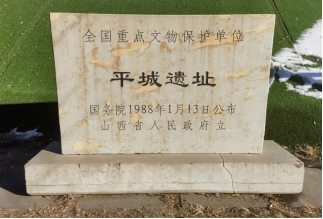 全国重点文物保护单位
平城遗址
国务院1988年1月13日公布
山西省人民政府立